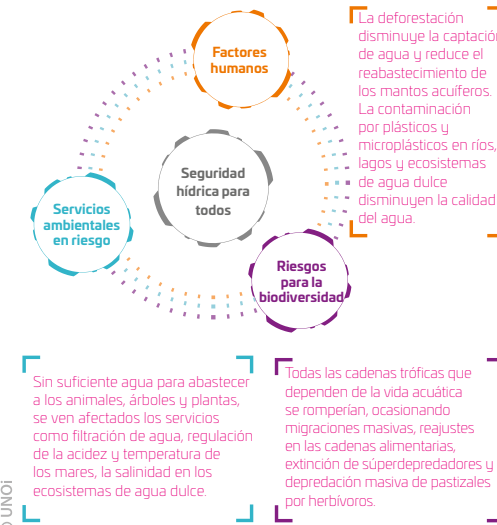 Factores
humanos
La deforestación
disminuye la captación
de agua y reduce el
reabastecimiento de
los mantos acuíferos.
La contaminación
por plásticos y
microplásticos en ríos,
lagos y ecosistemas
de agua dulce
disminuyen la calidad
del agua.
Seguridad
hídrica para
todos
Servicios
ambientales
en riesgo
Riesgos
para la
biodiversidad
Sin suficiente agua para abastecer
a los animales, árboles y plantas,
se ven afectados los servicios
como filtración de agua, regulación
de la acidez y temperatura de
los mares, la salinidad en los
ecosistemas de agua dulce.
Todas las cadenas tróficas que
dependen de la vida acuática
se romperían, ocasionando
migraciones masivas, reajustes
en las cadenas alimentarias,
extinción de súperdepredadores y
depredación masiva de pastizales
por herbívoros.
UNOi